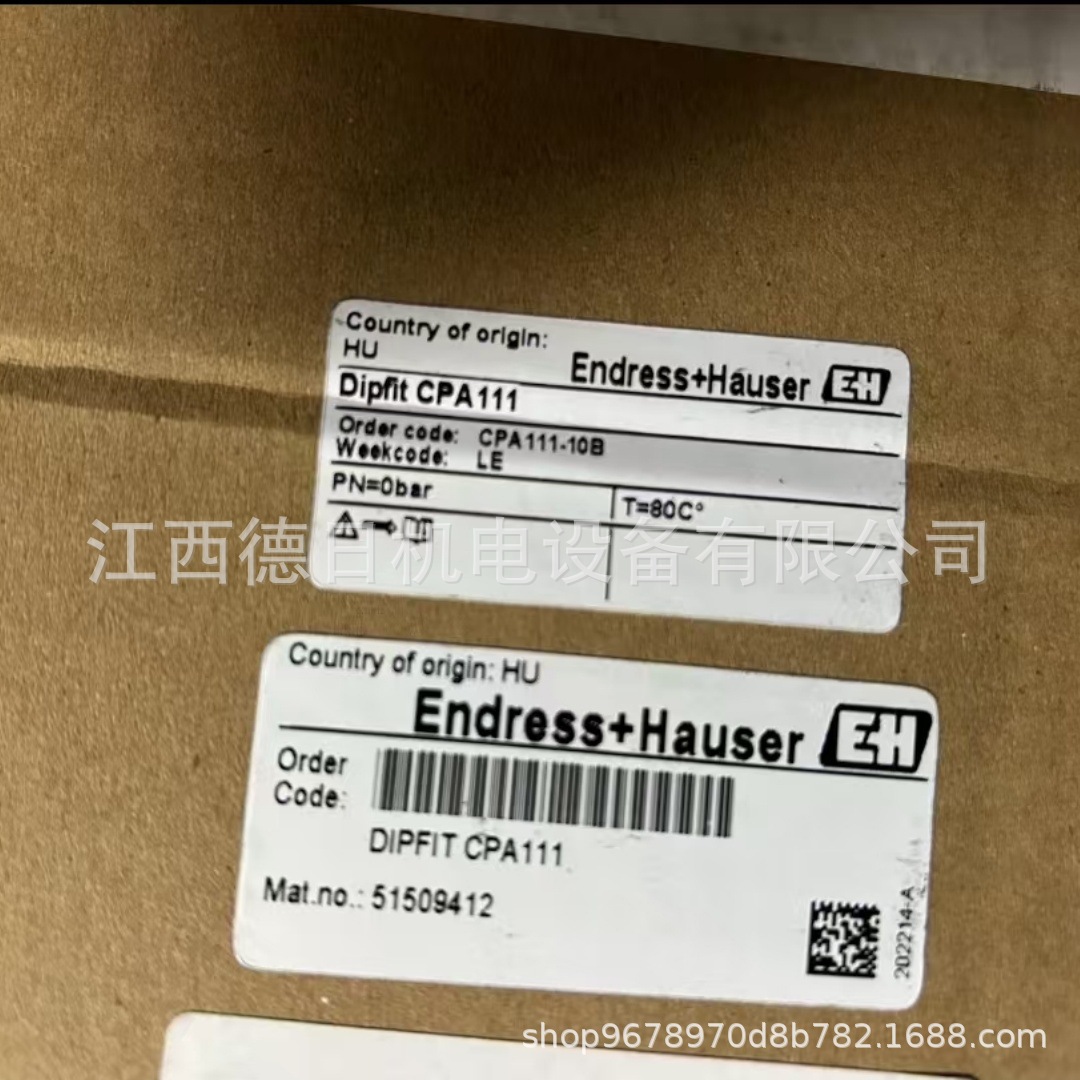 Country of origin:
HU
Endress+Hauser EH
Dipfit CPA111
Order code: CPA111-10B
Weekcode: LE
PN=0bar
T=80C°
江西德日机电设备有限公司
Country of origin: HU
Endress+Hauser EH
Order
Code:
DIPFIT CPA111
Mat.no.: 51509412
202214-A
shop9678970d8b782.1688.com